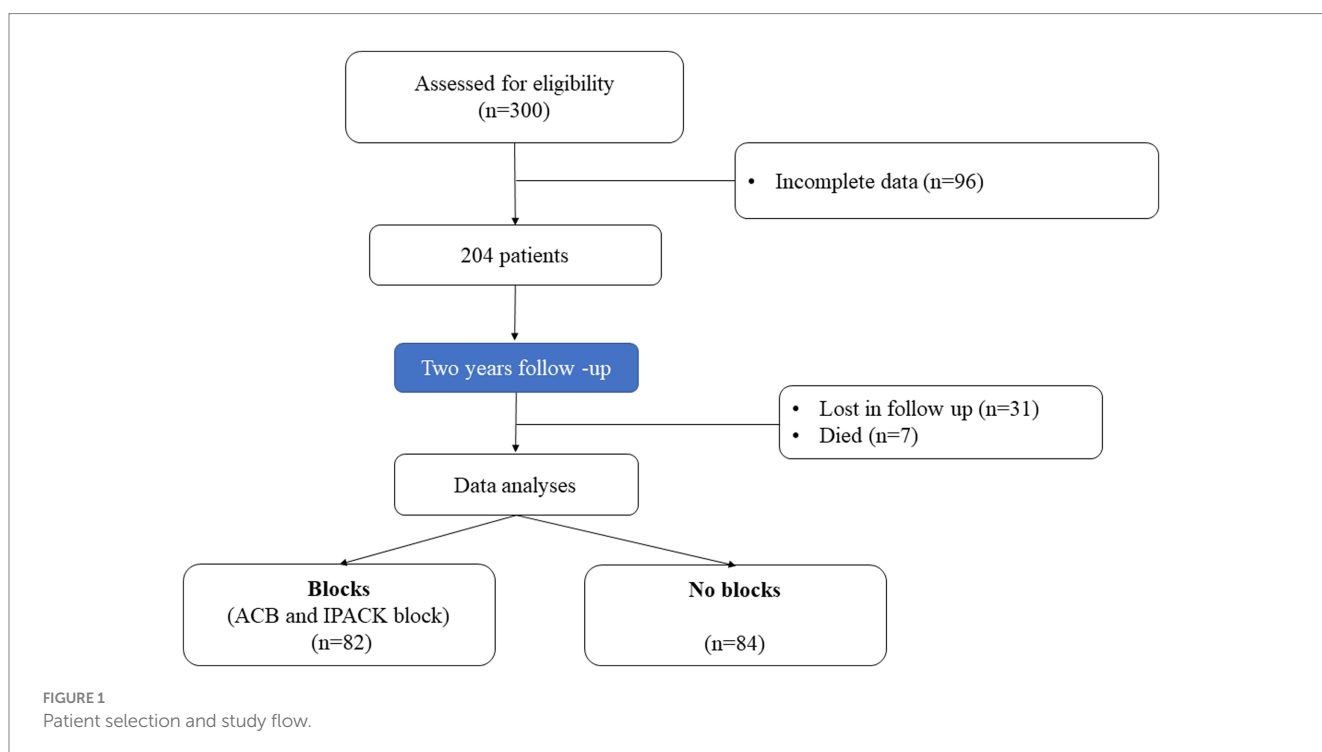 Assessed for eligibility
(n=300)
• Incomplete data (n=96)
204 patients
Two years follow -up
• Lost in follow up (n=31)
• Died (n=7)
Data analyses
Blocks
(ACB and IPACK block)
(n=82)
No blocks
(n=84)
FIGURE 1
Patient selection and study flow.